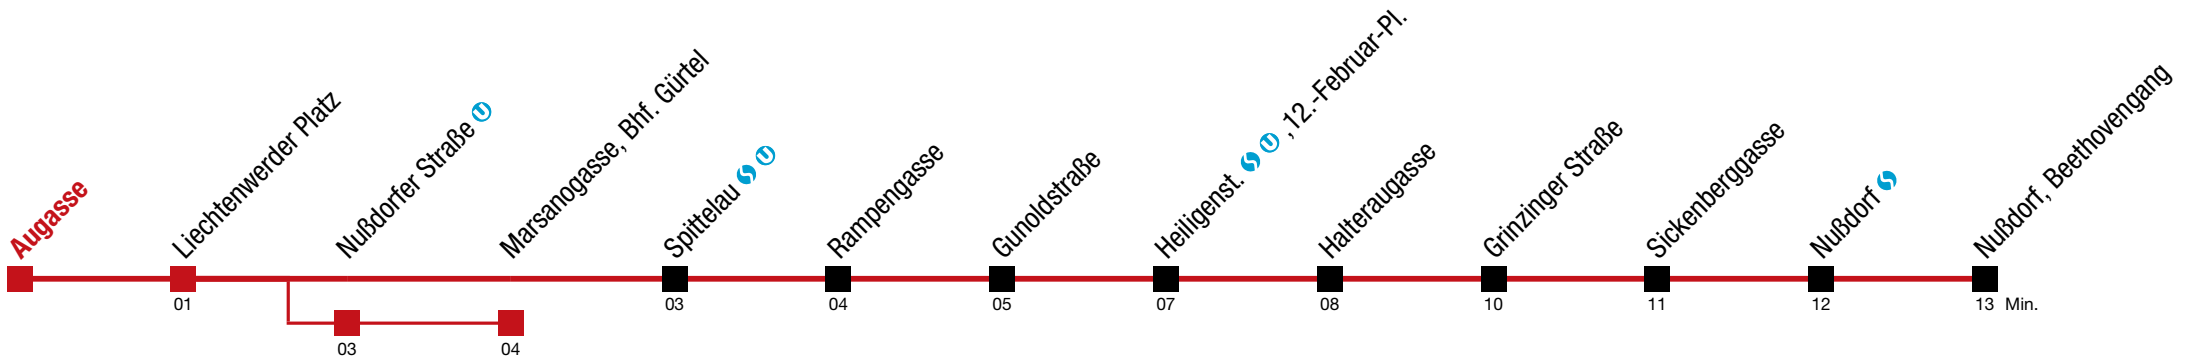 Augasse
Liechtenwerder Platz
Nußdorfer Straße U
Marsanogasse, Bhf. Gürtel
Spittelau S U
Rampengasse
Gunoldstraße
Heiligenst. S U ,12.-Februar-Pl.
Halteraugasse
Grinzinger Straße
Sickenberggasse
Nußdorf S
Nußdorf, Beethovengang
01
03
04
05
07
08
10
11
12
13 Min.
03
04